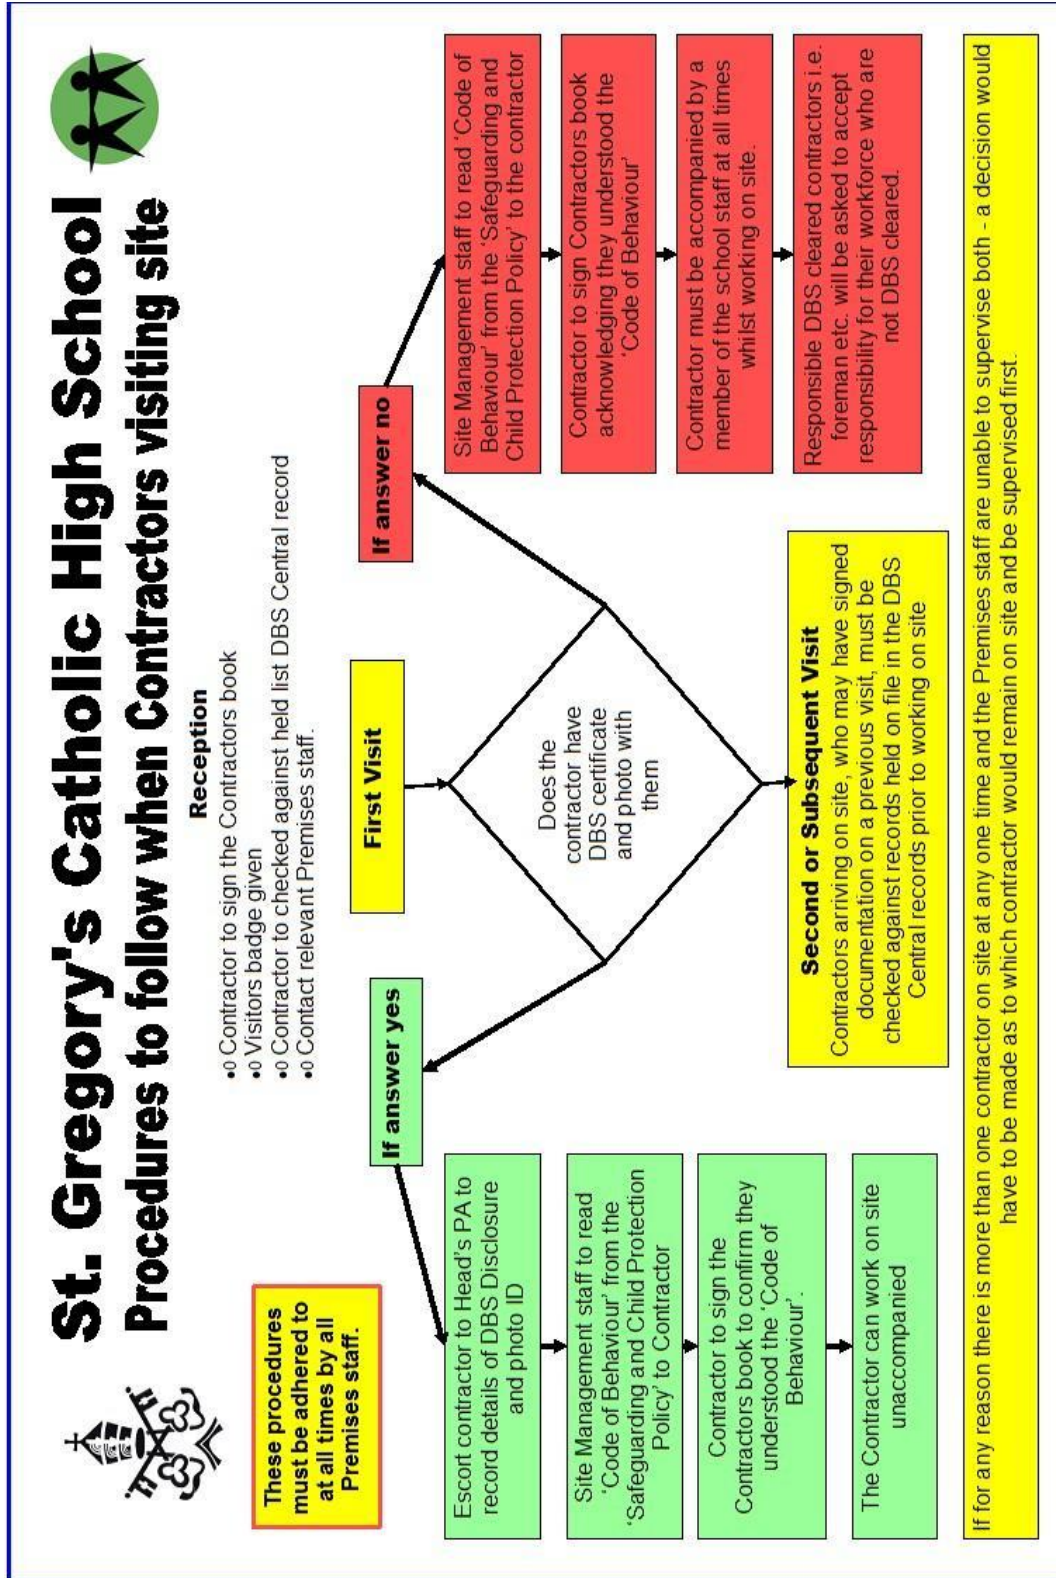 St. Gregory's Catholic High School
Procedures to follow when Contractors visiting site
Reception
•o Contractor to sign the Contractors book
•o Visitors badge given
•o Contractor to checked against held list DBS Central record
•o Contact relevant Premises staff.
These procedures
must be adhered to
at all times by all
Premises staff.
First Visit
Does the
contractor have
DBS certificate
and photo with
them
If answer yes
Escort contractor to Head's PA to
record details of DBS Disclosure
and photo ID
Site Management staff to read
'Code of Behaviour' from the
'Safeguarding and Child Protection
Policy' to Contractor
Contractor to sign the
Contractors book to confirm they
understood the 'Code of
Behaviour'.
The Contractor can work on site
unaccompanied
If answer no
Site Management staff to read 'Code of
Behaviour' from the 'Safeguarding and
Child Protection Policy' to the contractor
Contractor to sign Contractors book
acknowledging they understood the
'Code of Behaviour'
Contractor must be accompanied by a
member of the school staff at all times
whilst working on site.
Responsible DBS cleared contractors i.e.
foreman etc. will be asked to accept
responsibility for their workforce who are
not DBS cleared.
Second or Subsequent Visit
Contractors arriving on site, who may have signed
documentation on a previous visit, must be
checked against records held on file in the DBS
Central records prior to working on site
If for any reason there is more than one contractor on site at any one time and the Premises staff are unable to supervise both - a decision would
have to be made as to which contractor would remain on site and be supervised first.